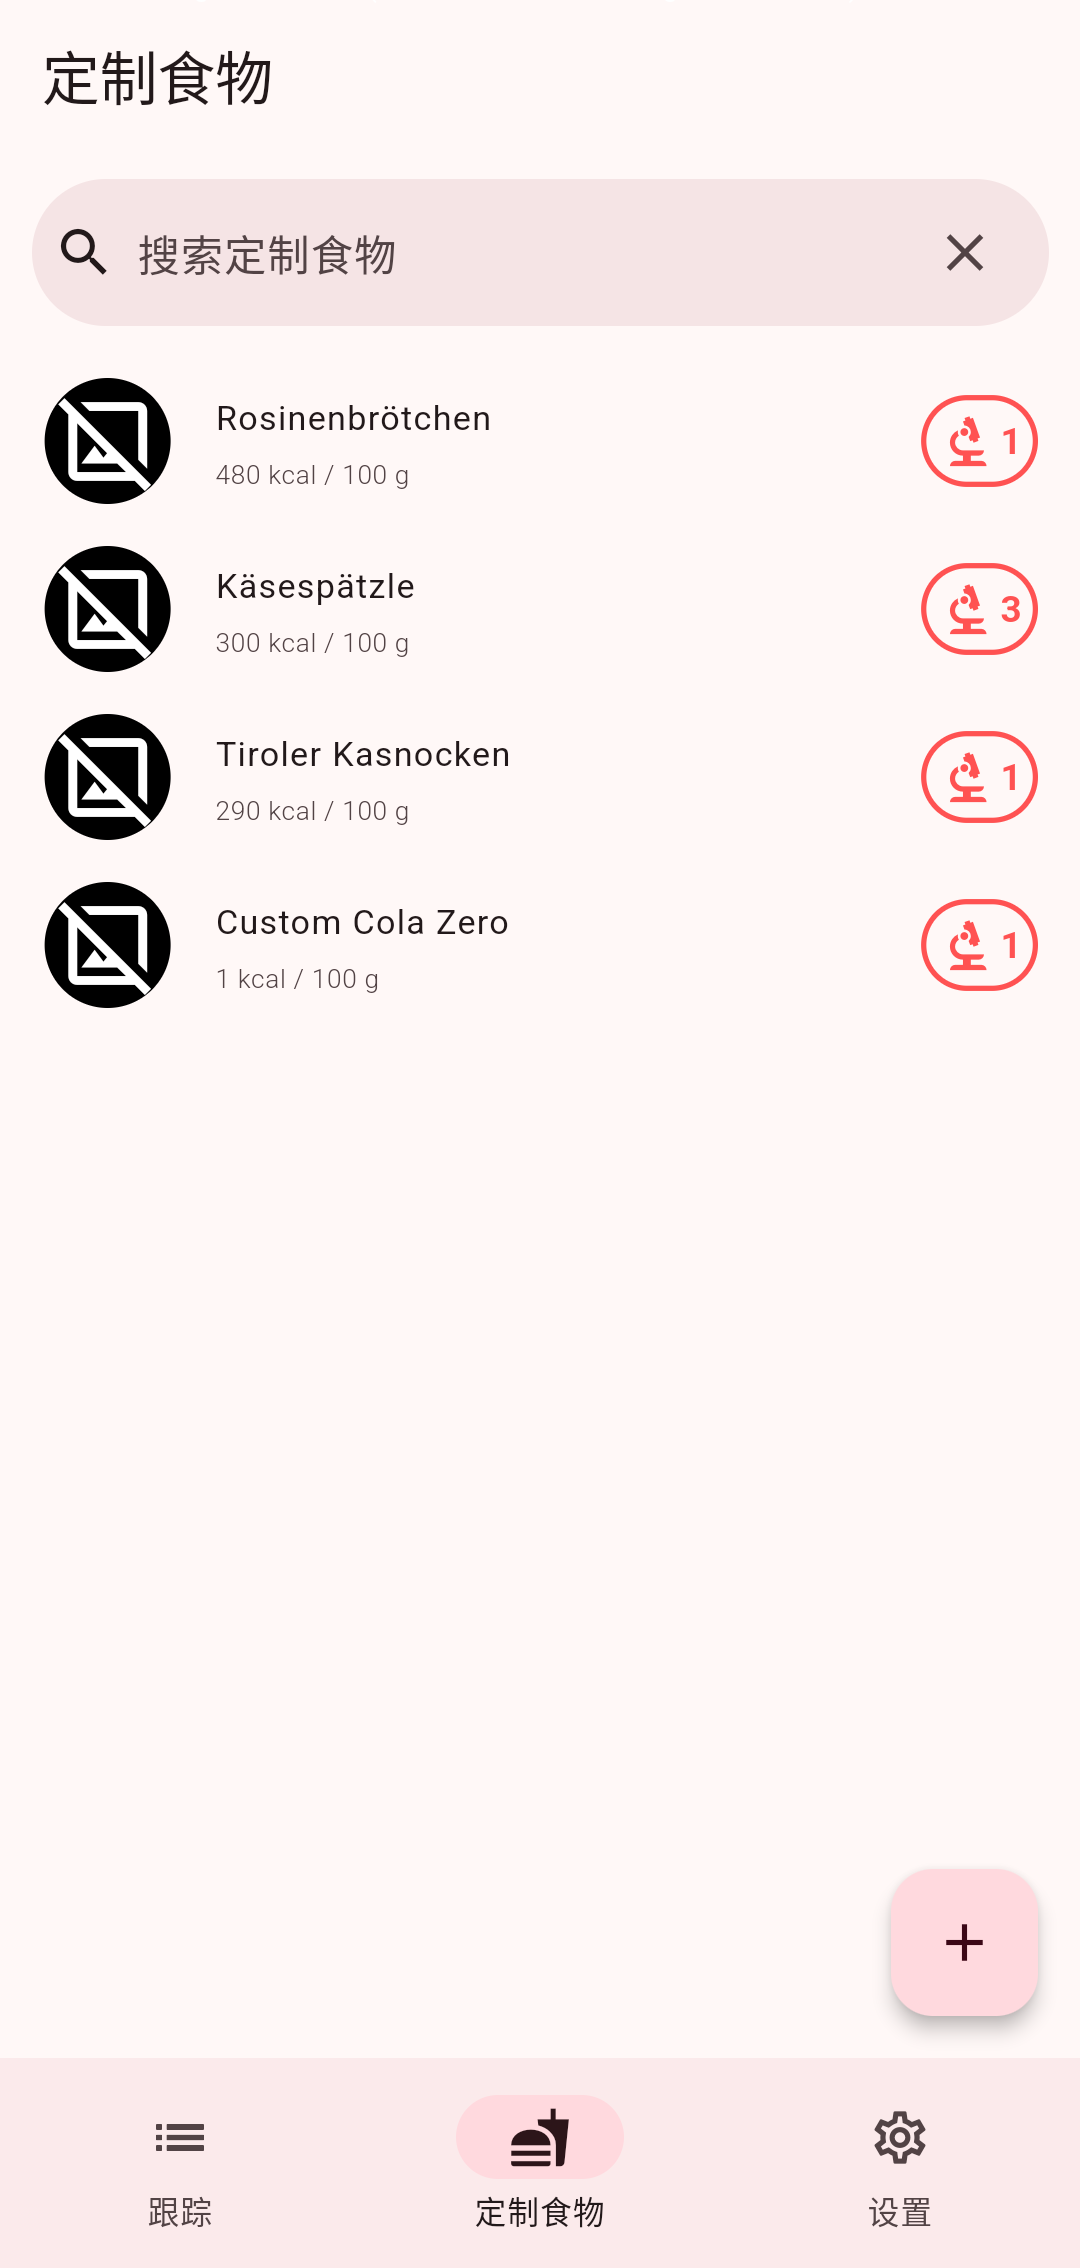 定制食物
搜索定制食物
Rosinenbrötchen
480 kcal / 100 g
1
Käsespätzle
300 kcal / 100 g
3
Tiroler Kasnocken
290 kcal / 100 g
1
Custom Cola Zero
1 kcal / 100 g
1
跟踪
定制食物
设置